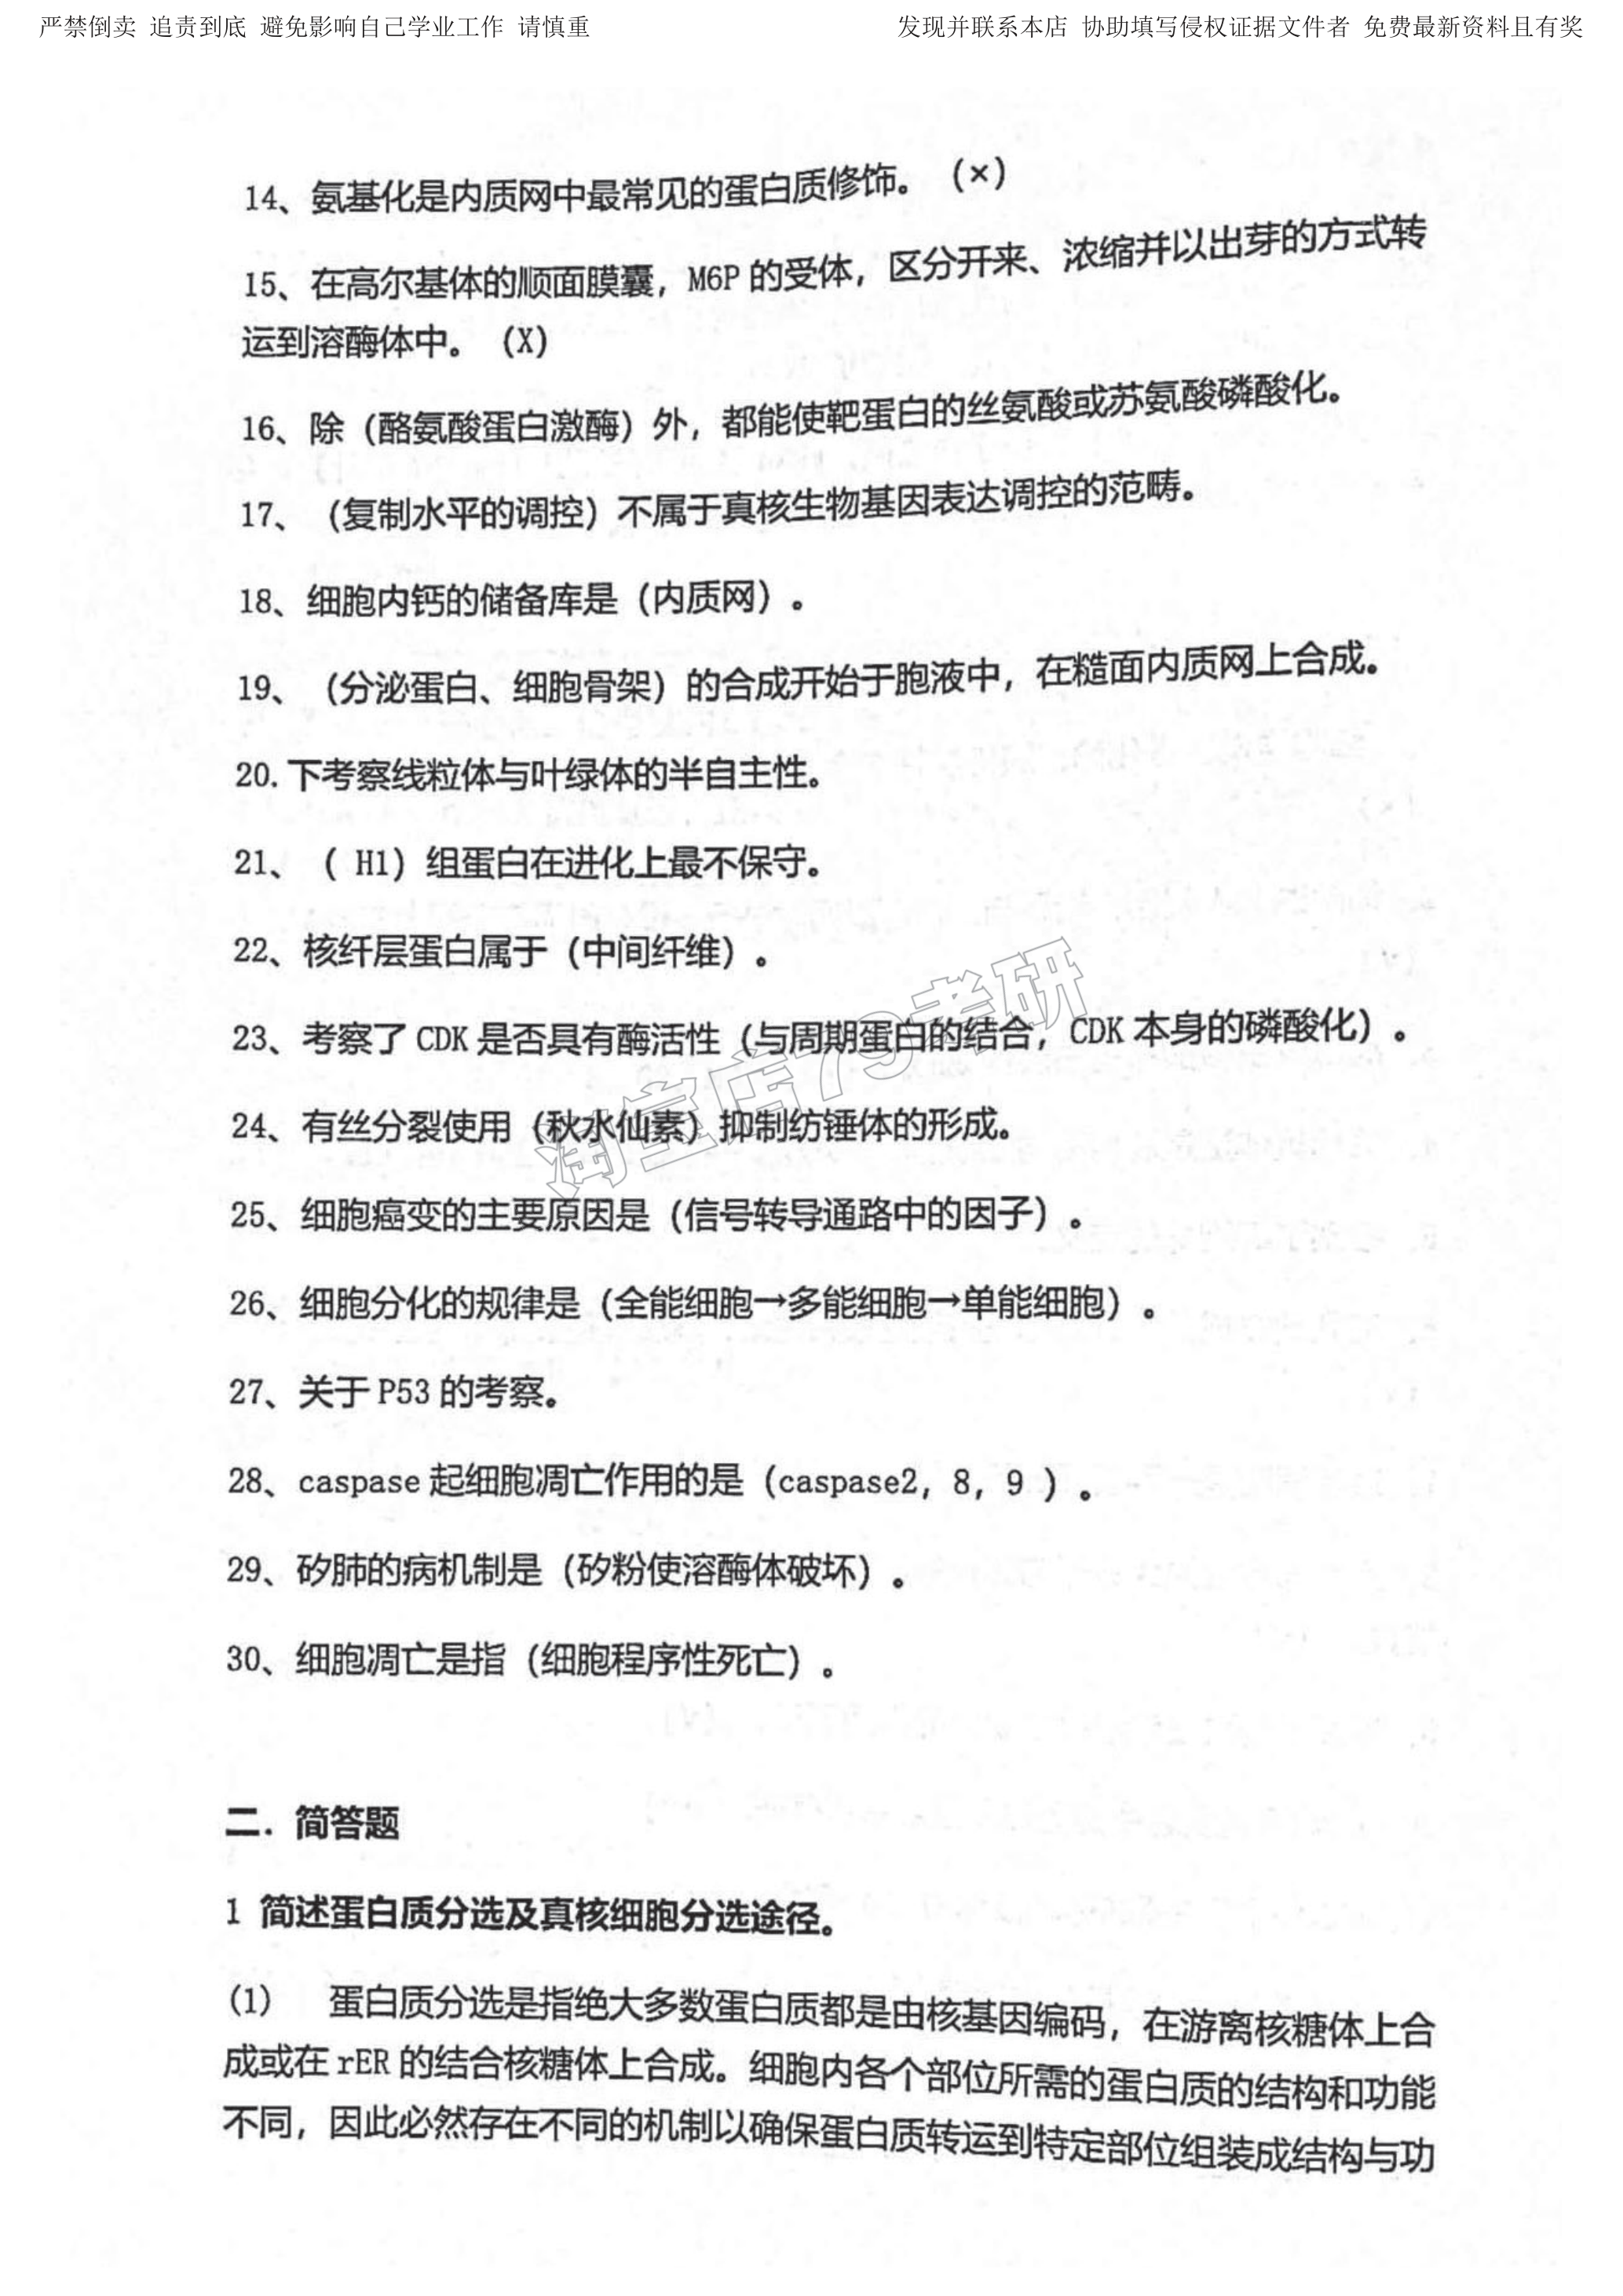 严禁倒卖 追责到底 避免影响自己学业工作 请慎重
发现并联系本店 协助填写侵权证据文件者 免费最新资料且有奖
14、氨基化是内质网中最常见的蛋白质修饰。（×）
15、在高尔基体的顺面膜囊，M6P 的受体，区分开来、浓缩并以出芽的方式转
运到溶酶体中。（X）
16、除（酪氨酸蛋白激酶）外，都能使靶蛋白的丝氨酸或苏氨酸磷酸化。
17、（复制水平的调控）不属于真核生物基因表达调控的范畴。
18、细胞内钙的储备库是（内质网）。
19、（分泌蛋白、细胞骨架）的合成开始于胞液中，在糙面内质网上合成。
20.下考察线粒体与叶绿体的半自主性。
21、（ H1）组蛋白在进化上最不保守。
22、核纤层蛋白属于（中间纤维）。
23、考察了 CDK 是否具有酶活性（与周期蛋白的结合，CDK 本身的磷酸化）。
24、有丝分裂使用（秋水仙素）抑制纺锤体的形成。
25、细胞癌变的主要原因是（信号转导通路中的因子）。
26、细胞分化的规律是（全能细胞→多能细胞→单能细胞）。
27、关于 P53 的考察。
28、caspase 起细胞凋亡作用的是（caspase2，8，9 ）。
29、矽肺的病机制是（矽粉使溶酶体破坏）。
30、细胞凋亡是指（细胞程序性死亡）。
淘宝店79考研
二. 简答题
1 简述蛋白质分选及真核细胞分选途径。
(1) 蛋白质分选是指绝大多数蛋白质都是由核基因编码，在游离核糖体上合
成或在 rER 的结合核糖体上合成。细胞内各个部位所需的蛋白质的结构和功能
不同，因此必然存在不同的机制以确保蛋白质转运到特定部位组装成结构与功